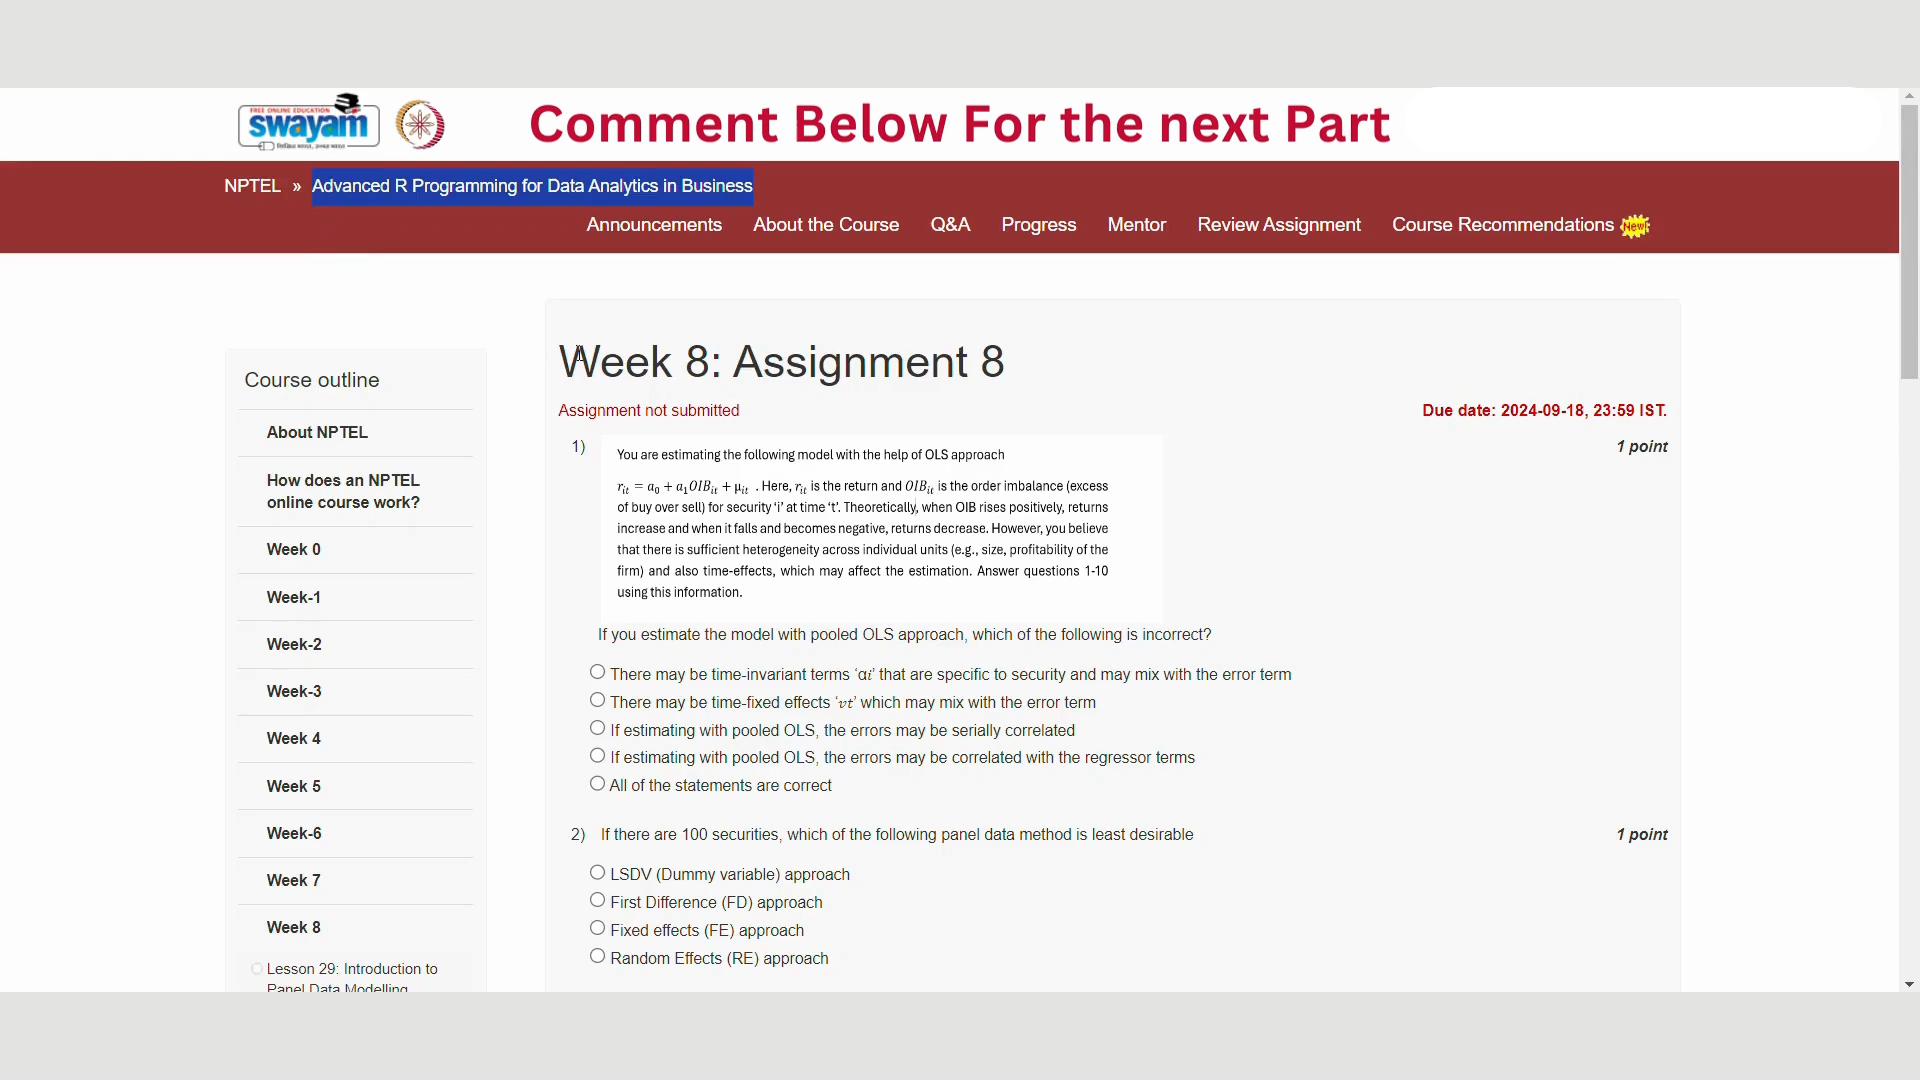 FREE ONLINE EDUCATION
swayam
Comment Below For the next Part
NPTEL » Advanced R Programming for Data Analytics in Business
Announcements About the Course Q&A Progress Mentor Review Assignment Course Recommendations New!
Course outline
About NPTEL
How does an NPTEL
online course work?
Week 0
Week-1
Week-2
Week-3
Week 4
Week 5
Week-6
Week 7
Week 8
Lesson 29: Introduction to
Panel Data Modelling
Week 8: Assignment 8
Assignment not submitted
Due date: 2024-09-18, 23:59 IST.
1)
1 point
You are estimating the following model with the help of OLS approach
rᵢₜ = a₀ + a₁OIBᵢₜ + μᵢₜ . Here, rᵢₜ is the return and OIBᵢₜ is the order imbalance (excess
of buy over sell) for security ‘i’ at time ‘t’. Theoretically, when OIB rises positively, returns
increase and when it falls and becomes negative, returns decrease. However, you believe
that there is sufficient heterogeneity across individual units (e.g., size, profitability of the
firm) and also time-effects, which may affect the estimation. Answer questions 1-10
using this information.
If you estimate the model with pooled OLS approach, which of the following is incorrect?
There may be time-invariant terms ‘αi’ that are specific to security and may mix with the error term
There may be time-fixed effects ‘vt’ which may mix with the error term
If estimating with pooled OLS, the errors may be serially correlated
If estimating with pooled OLS, the errors may be correlated with the regressor terms
All of the statements are correct
2) If there are 100 securities, which of the following panel data method is least desirable
1 point
LSDV (Dummy variable) approach
First Difference (FD) approach
Fixed effects (FE) approach
Random Effects (RE) approach